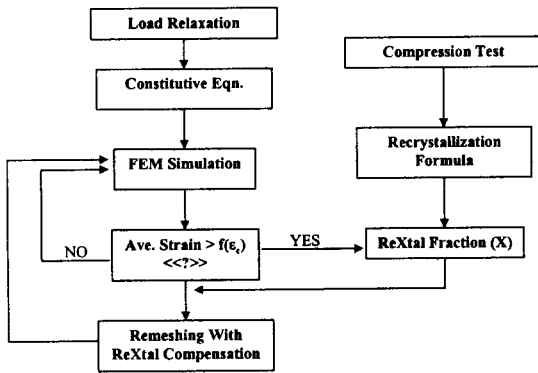 Load Relaxation
Compression Test
Constitutive Eqn.
FEM Simulation
Recrystallization
Formula
NO
Ave. Strain > f(εc)
<<?>>
YES
ReXtal Fraction (X)
Remeshing With
ReXtal Compensation